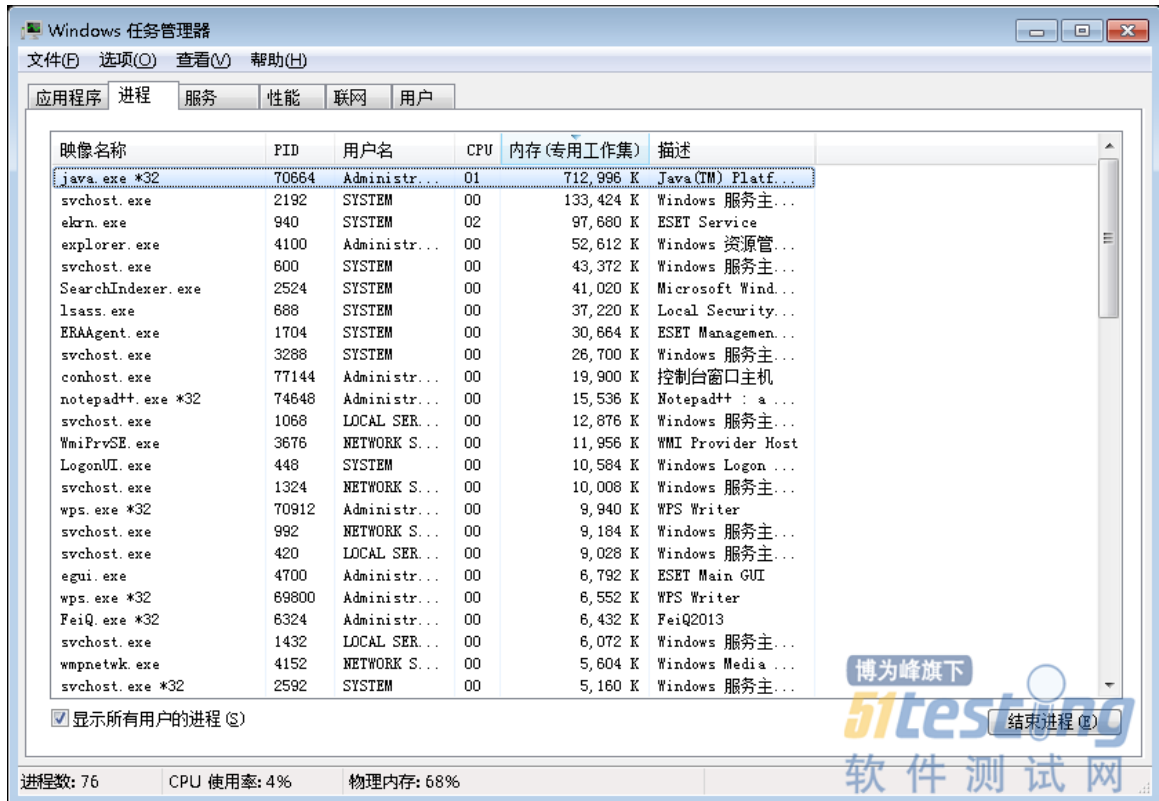 Windows 任务管理器
文件(F) 选项(O) 查看(V) 帮助(H)
应用程序 进程 服务 性能 联网 用户
映像名称 PID 用户名 CPU 内存(专用工作集) 描述
java.exe *32 70664 Administr... 01 712,996 K Java(TM) Platf...
svchost.exe 2192 SYSTEM 00 133,424 K Windows 服务主...
ekrn.exe 940 SYSTEM 02 97,680 K ESET Service
explorer.exe 4100 Administr... 00 52,612 K Windows 资源管...
svchost.exe 600 SYSTEM 00 43,372 K Windows 服务主...
SearchIndexer.exe 2524 SYSTEM 00 41,020 K Microsoft Wind...
lsass.exe 688 SYSTEM 00 37,220 K Local Security...
ERAAgent.exe 1704 SYSTEM 00 30,664 K ESET Managemen...
svchost.exe 3288 SYSTEM 00 26,700 K Windows 服务主...
conhost.exe 77144 Administr... 00 19,900 K 控制台窗口主机
notepad++.exe *32 74648 Administr... 00 15,536 K Notepad++ : a ...
svchost.exe 1068 LOCAL SER... 00 12,876 K Windows 服务主...
WmiPrvSE.exe 3676 NETWORK S... 00 11,956 K WMI Provider Host
LogonUI.exe 448 SYSTEM 00 10,584 K Windows Logon ...
svchost.exe 1324 NETWORK S... 00 10,008 K Windows 服务主...
wps.exe *32 70912 Administr... 00 9,940 K WPS Writer
svchost.exe 992 NETWORK S... 00 9,184 K Windows 服务主...
svchost.exe 420 LOCAL SER... 00 9,028 K Windows 服务主...
egui.exe 4700 Administr... 00 6,792 K ESET Main GUI
wps.exe *32 69800 Administr... 00 6,552 K WPS Writer
FeiQ.exe *32 6324 Administr... 00 6,432 K FeiQ2013
svchost.exe 1432 LOCAL SER... 00 6,072 K Windows 服务主...
wmpnetwk.exe 4152 NETWORK S... 00 5,604 K Windows Media ...
svchost.exe *32 2592 SYSTEM 00 5,160 K Windows 服务主...
博为峰旗下
51testing
软件测试网
显示所有用户的进程(S) 结束进程(E)
进程数: 76 CPU 使用率: 4% 物理内存: 68%